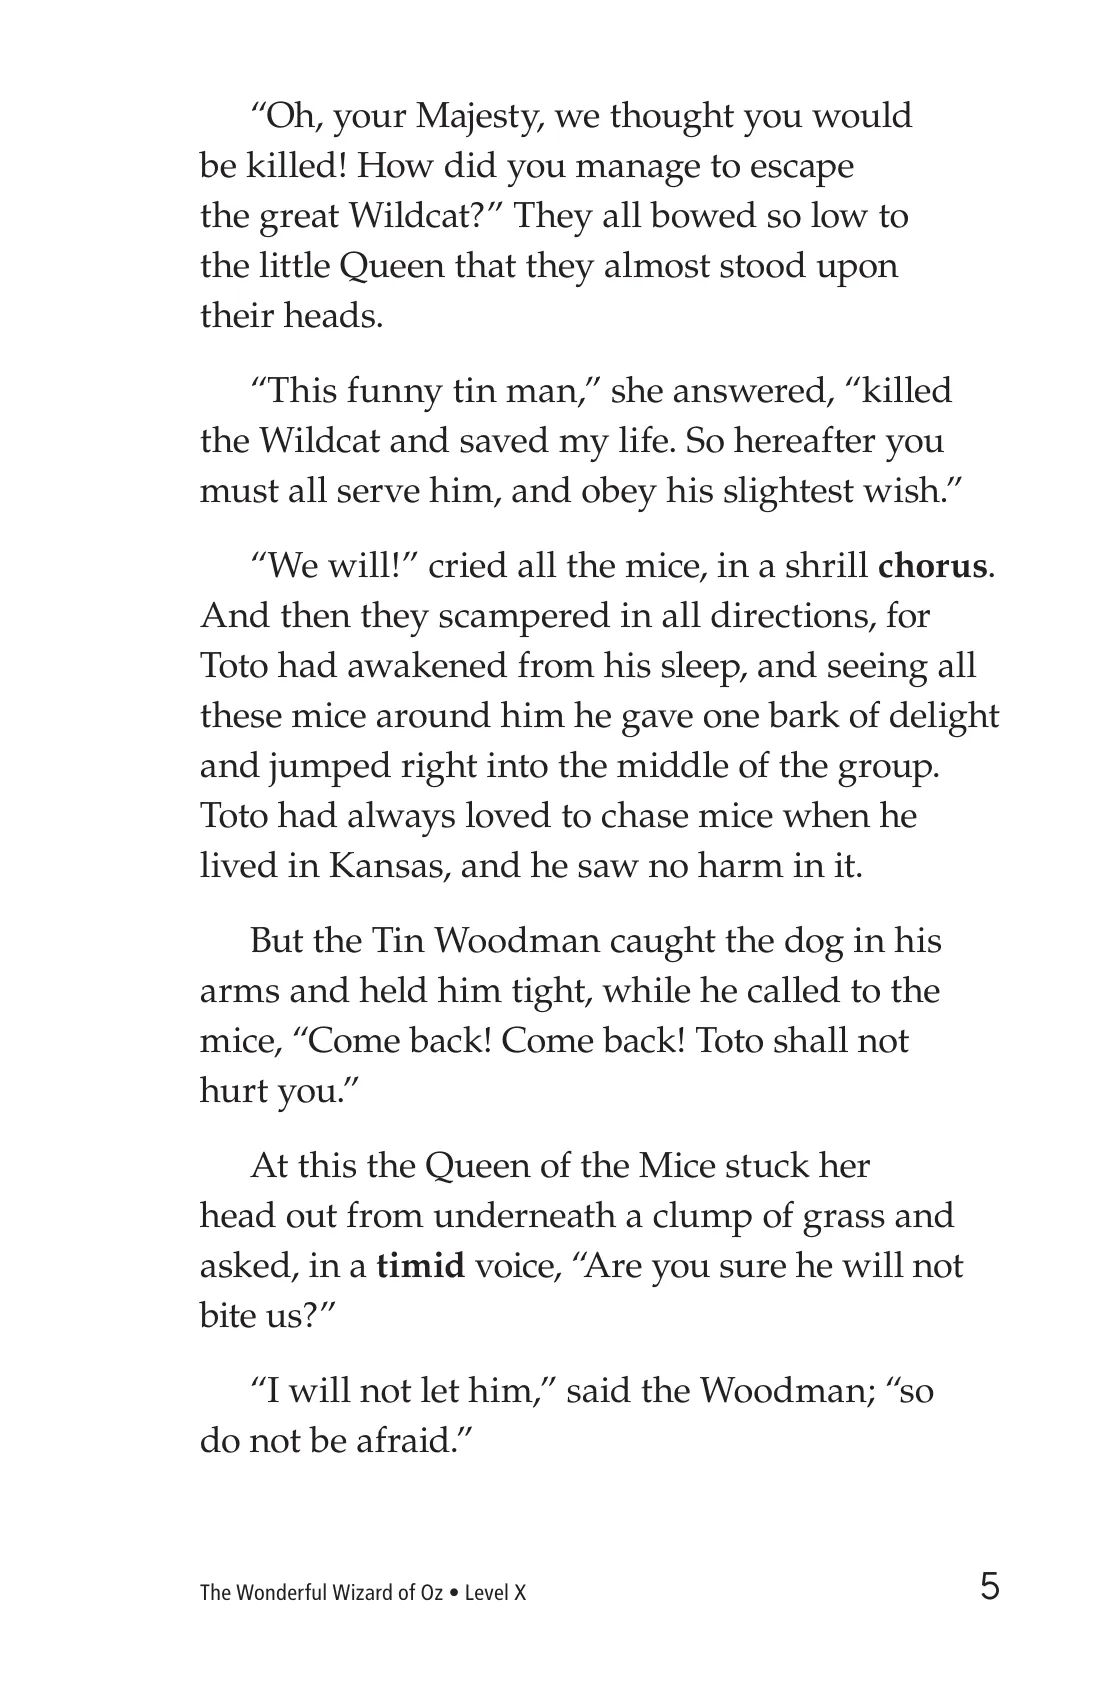 “Oh, your Majesty, we thought you would
be killed! How did you manage to escape
the great Wildcat?” They all bowed so low to
the little Queen that they almost stood upon
their heads.
“This funny tin man,” she answered, “killed
the Wildcat and saved my life. So hereafter you
must all serve him, and obey his slightest wish.”
“We will!” cried all the mice, in a shrill chorus.
And then they scampered in all directions, for
Toto had awakened from his sleep, and seeing all
these mice around him he gave one bark of delight
and jumped right into the middle of the group.
Toto had always loved to chase mice when he
lived in Kansas, and he saw no harm in it.
But the Tin Woodman caught the dog in his
arms and held him tight, while he called to the
mice, “Come back! Come back! Toto shall not
hurt you.”
At this the Queen of the Mice stuck her
head out from underneath a clump of grass and
asked, in a timid voice, “Are you sure he will not
bite us?”
“I will not let him,” said the Woodman; “so
do not be afraid.”
The Wonderful Wizard of Oz • Level X
5